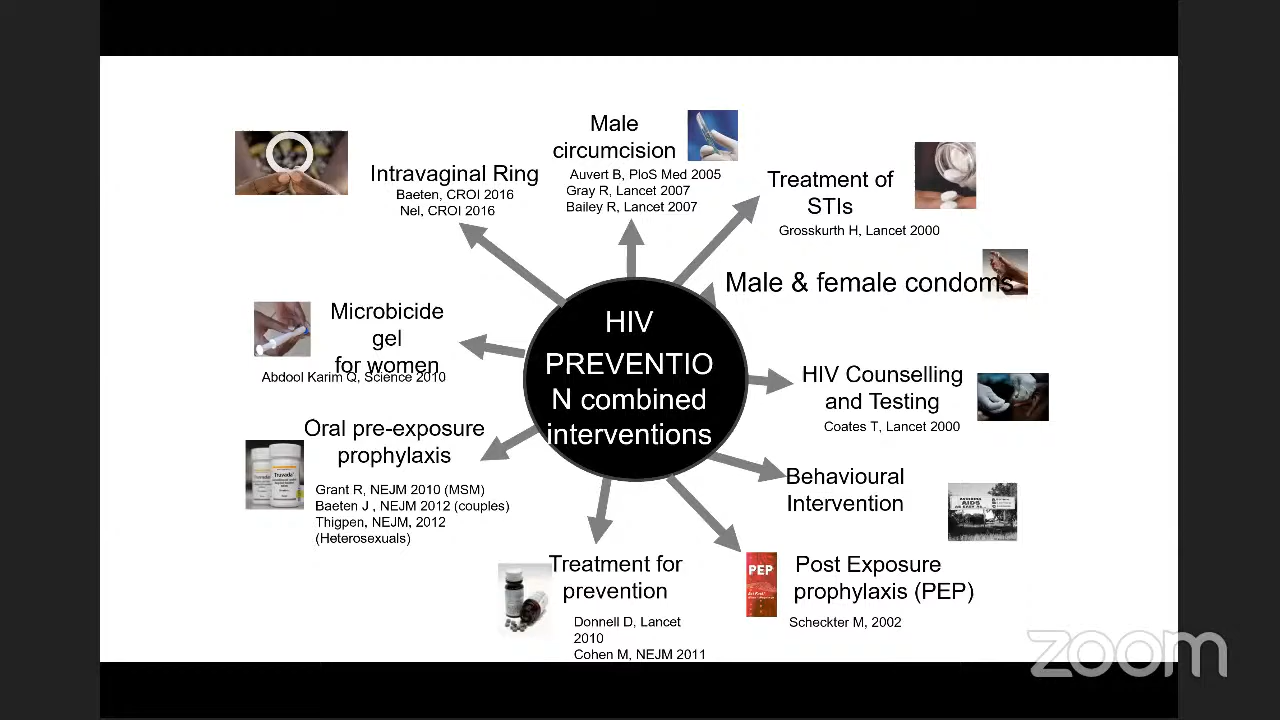 Male
circumcision
Auvert B, PloS Med 2005
Gray R, Lancet 2007
Bailey R, Lancet 2007
Intravaginal Ring
Baeten, CROI 2016
Nel, CROI 2016
Treatment of
STIs
Grosskurth H, Lancet 2000
Male & female condoms
Microbicide
gel
for women
Abdool Karim Q, Science 2010
HIV
PREVENTIO
N combined
interventions
HIV Counselling
and Testing
Coates T, Lancet 2000
Oral pre-exposure
prophylaxis
Truvada
Grant R, NEJM 2010 (MSM)
Baeten J , NEJM 2012 (couples)
Thigpen, NEJM, 2012
(Heterosexuals)
Behavioural
Intervention
AIDS
Treatment for
prevention
Donnell D, Lancet
2010
Cohen M, NEJM 2011
PEP
Post Exposure
prophylaxis (PEP)
Scheckter M, 2002
zoom